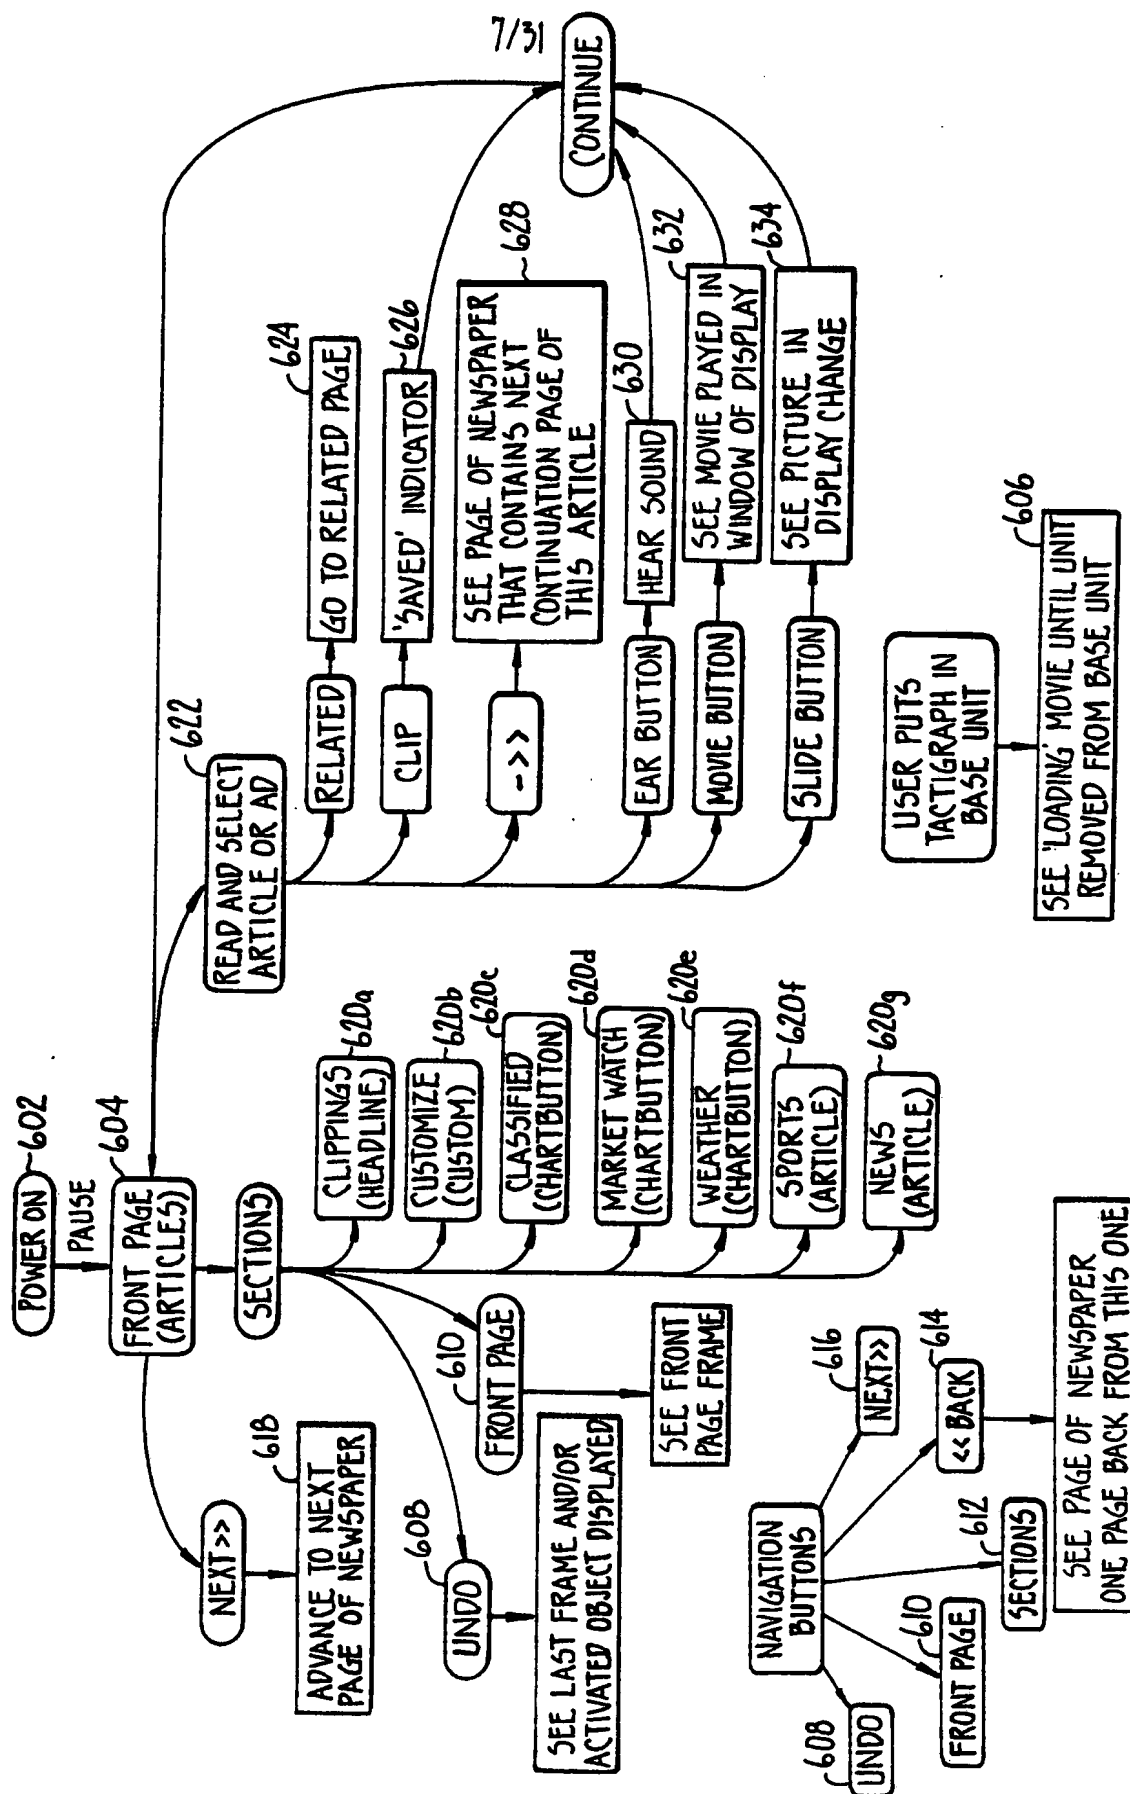 7/31
POWER ON
602
PAUSE
FRONT PAGE
(ARTICLES)
604
NEXT>>
ADVANCE TO NEXT
PAGE OF NEWSPAPER
618
SECTIONS
UNDO
608
SEE LAST FRAME AND/OR
ACTIVATED OBJECT DISPLAYED
FRONT PAGE
610
SEE FRONT
PAGE FRAME
CLIPPINGS
(HEADLINE)
620a
CUSTOMIZE
(CUSTOM)
620b
CLASSIFIED
(CHARTBUTTON)
620c
MARKET WATCH
(CHARTBUTTON)
620d
WEATHER
(CHARTBUTTON)
620e
SPORTS
(ARTICLE)
620f
NEWS
(ARTICLE)
620g
READ AND SELECT
ARTICLE OR AD
622
RELATED
GO TO RELATED PAGE
624
CLIP
'SAVED' INDICATOR
626
->>
SEE PAGE OF NEWSPAPER
THAT CONTAINS NEXT
CONTINUATION PAGE OF
THIS ARTICLE
628
EAR BUTTON
HEAR SOUND
630
MOVIE BUTTON
SEE MOVIE PLAYED IN
WINDOW OF DISPLAY
632
SLIDE BUTTON
SEE PICTURE IN
DISPLAY CHANGE
634
CONTINUE
NAVIGATION
BUTTONS
UNDO
608
FRONT PAGE
610
SECTIONS
612
<<BACK
614
NEXT>>
616
SEE PAGE OF NEWSPAPER
ONE PAGE BACK FROM THIS ONE
USER PUTS
TACTIGRAPH IN
BASE UNIT
SEE 'LOADING' MOVIE UNTIL UNIT
REMOVED FROM BASE UNIT
606